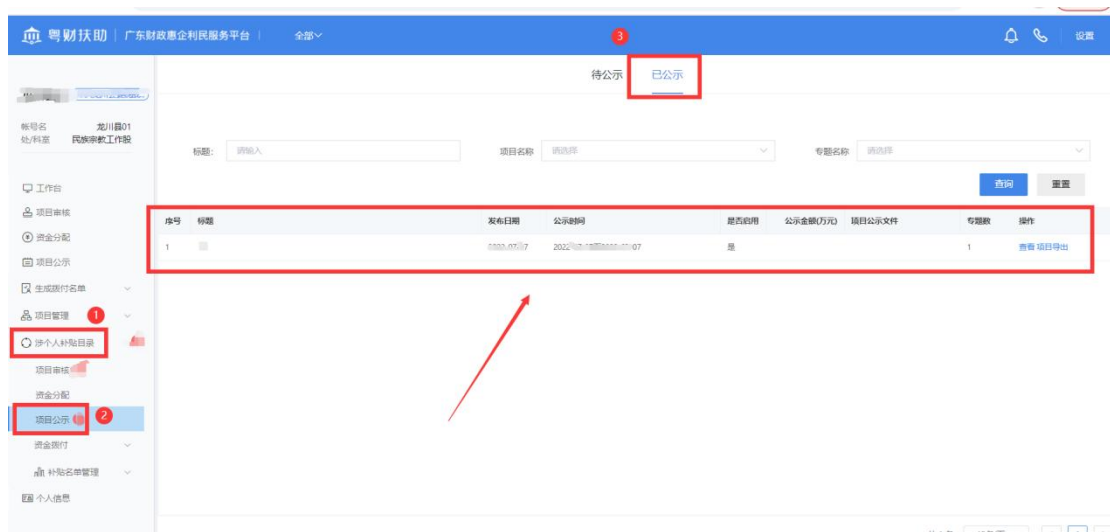 粤财扶助 广东财政惠企利民服务平台 全部 3 设置
待公示 已公示
帐号名 龙川县01
处/科室 民族宗教工作股
标题: 请输入 项目名称 请选择 专题名称 请选择
查询 重置
工作台
项目审核
资金分配
项目公示
生成拨付名单
项目管理 1
涉个人补贴目录
项目审核
资金分配
项目公示 2
资金拨付
补贴名单管理
个人信息
序号 标题 发布日期 公示时间 是否启用 公示金额(万元) 项目公示文件 专题数 操作
1 2022 07 是 1 查看 项目导出